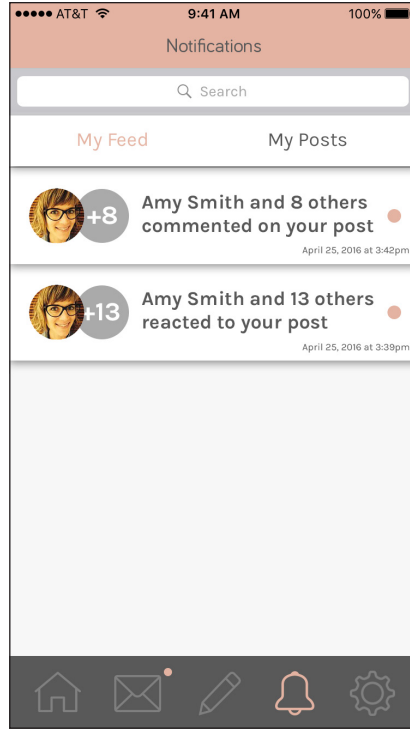 AT&T 9:41 AM 100%
Notifications
Search
My Feed My Posts
+8
Amy Smith and 8 others
commented on your post
April 25, 2016 at 3:42pm
+13
Amy Smith and 13 others
reacted to your post
April 25, 2016 at 3:39pm